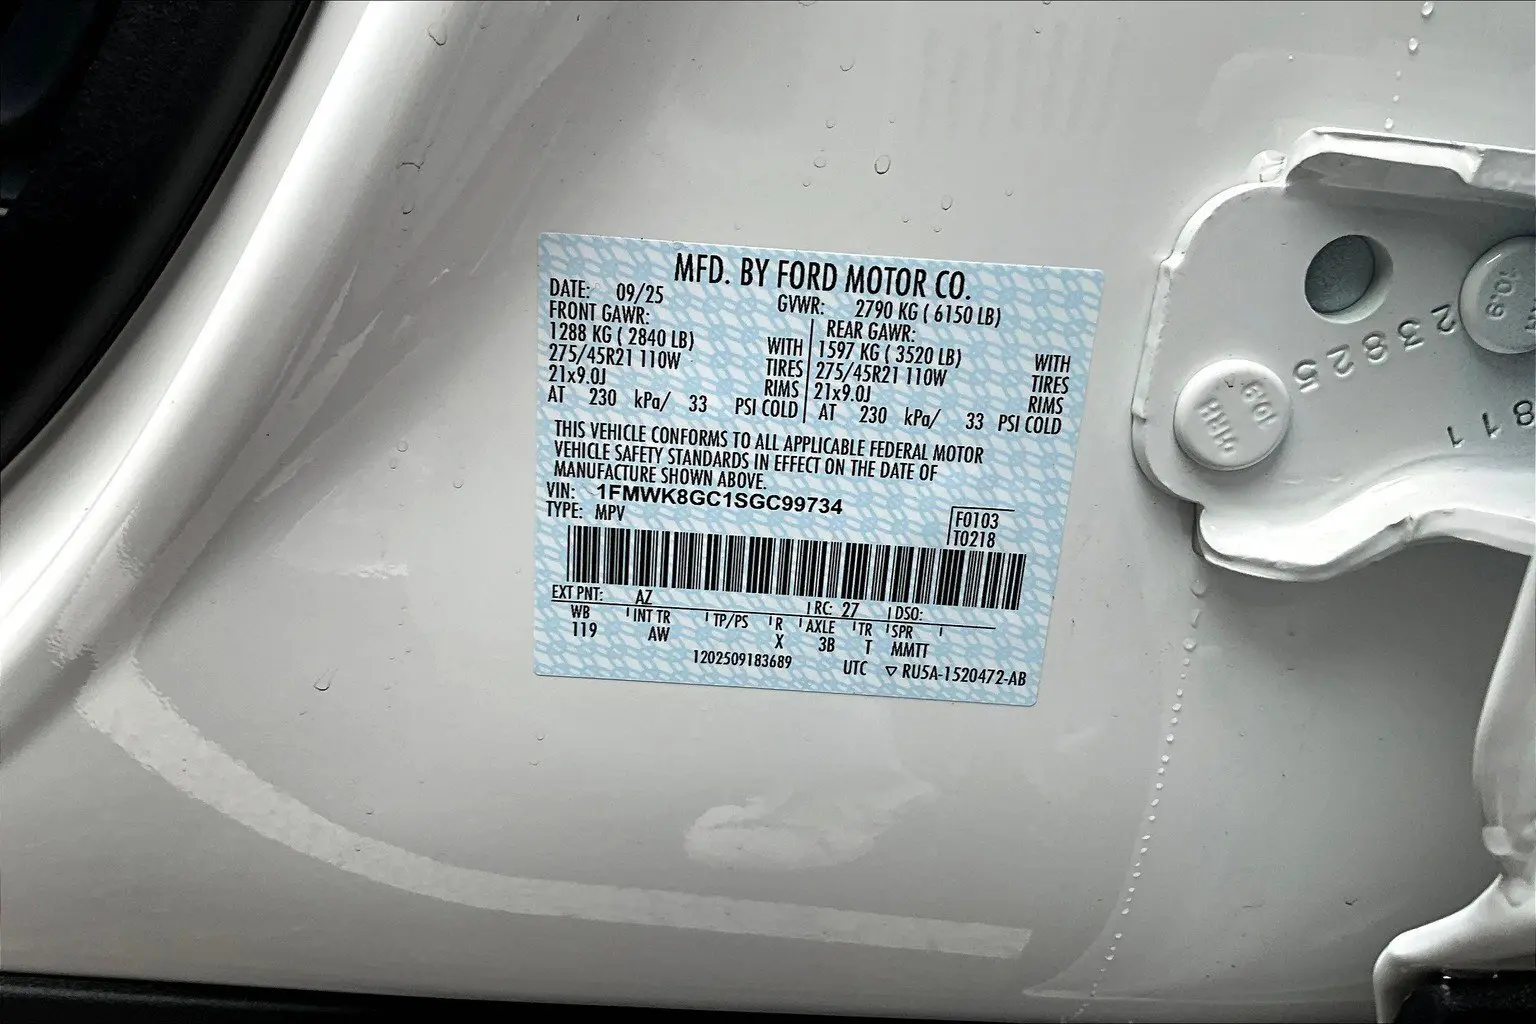 MFD. BY FORD MOTOR CO.
DATE: 09/25 GVWR: 2790 KG ( 6150 LB)
FRONT GAWR: REAR GAWR:
1288 KG ( 2840 LB) WITH 1597 KG ( 3520 LB) WITH
275/45R21 110W TIRES 275/45R21 110W TIRES
21x9.0J RIMS 21x9.0J RIMS
AT 230 kPa/ 33 PSI COLD AT 230 kPa/ 33 PSI COLD
THIS VEHICLE CONFORMS TO ALL APPLICABLE FEDERAL MOTOR
VEHICLE SAFETY STANDARDS IN EFFECT ON THE DATE OF
MANUFACTURE SHOWN ABOVE.
VIN: 1FMWK8GC1SGC99734
TYPE: MPV F0103
T0218
EXT PNT: AZ RC: 27 DSO:
WB INT TR TP/PS R AXLE TR SPR
119 AW X 3B T MMTT
1202509183689 UTC ▽ RU5A-1520472-AB
23825
811
10.9
10.9